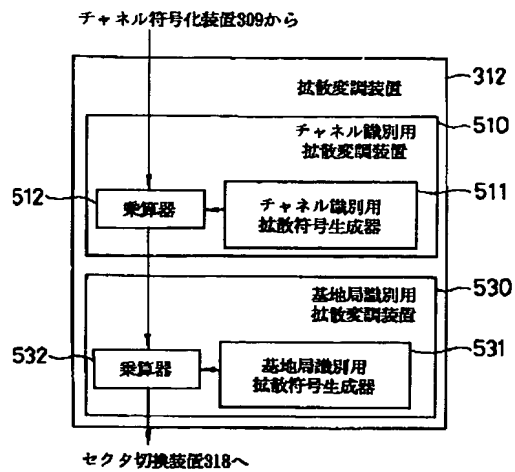 チャネル符号化装置309から
312
拡散変調装置
510
チャネル識別用
拡散変調装置
512
乗算器
511
チャネル識別用
拡散符号生成器
530
基地局識別用
拡散変調装置
532
乗算器
531
基地局識別用
拡散符号生成器
セクタ切換装置318へ